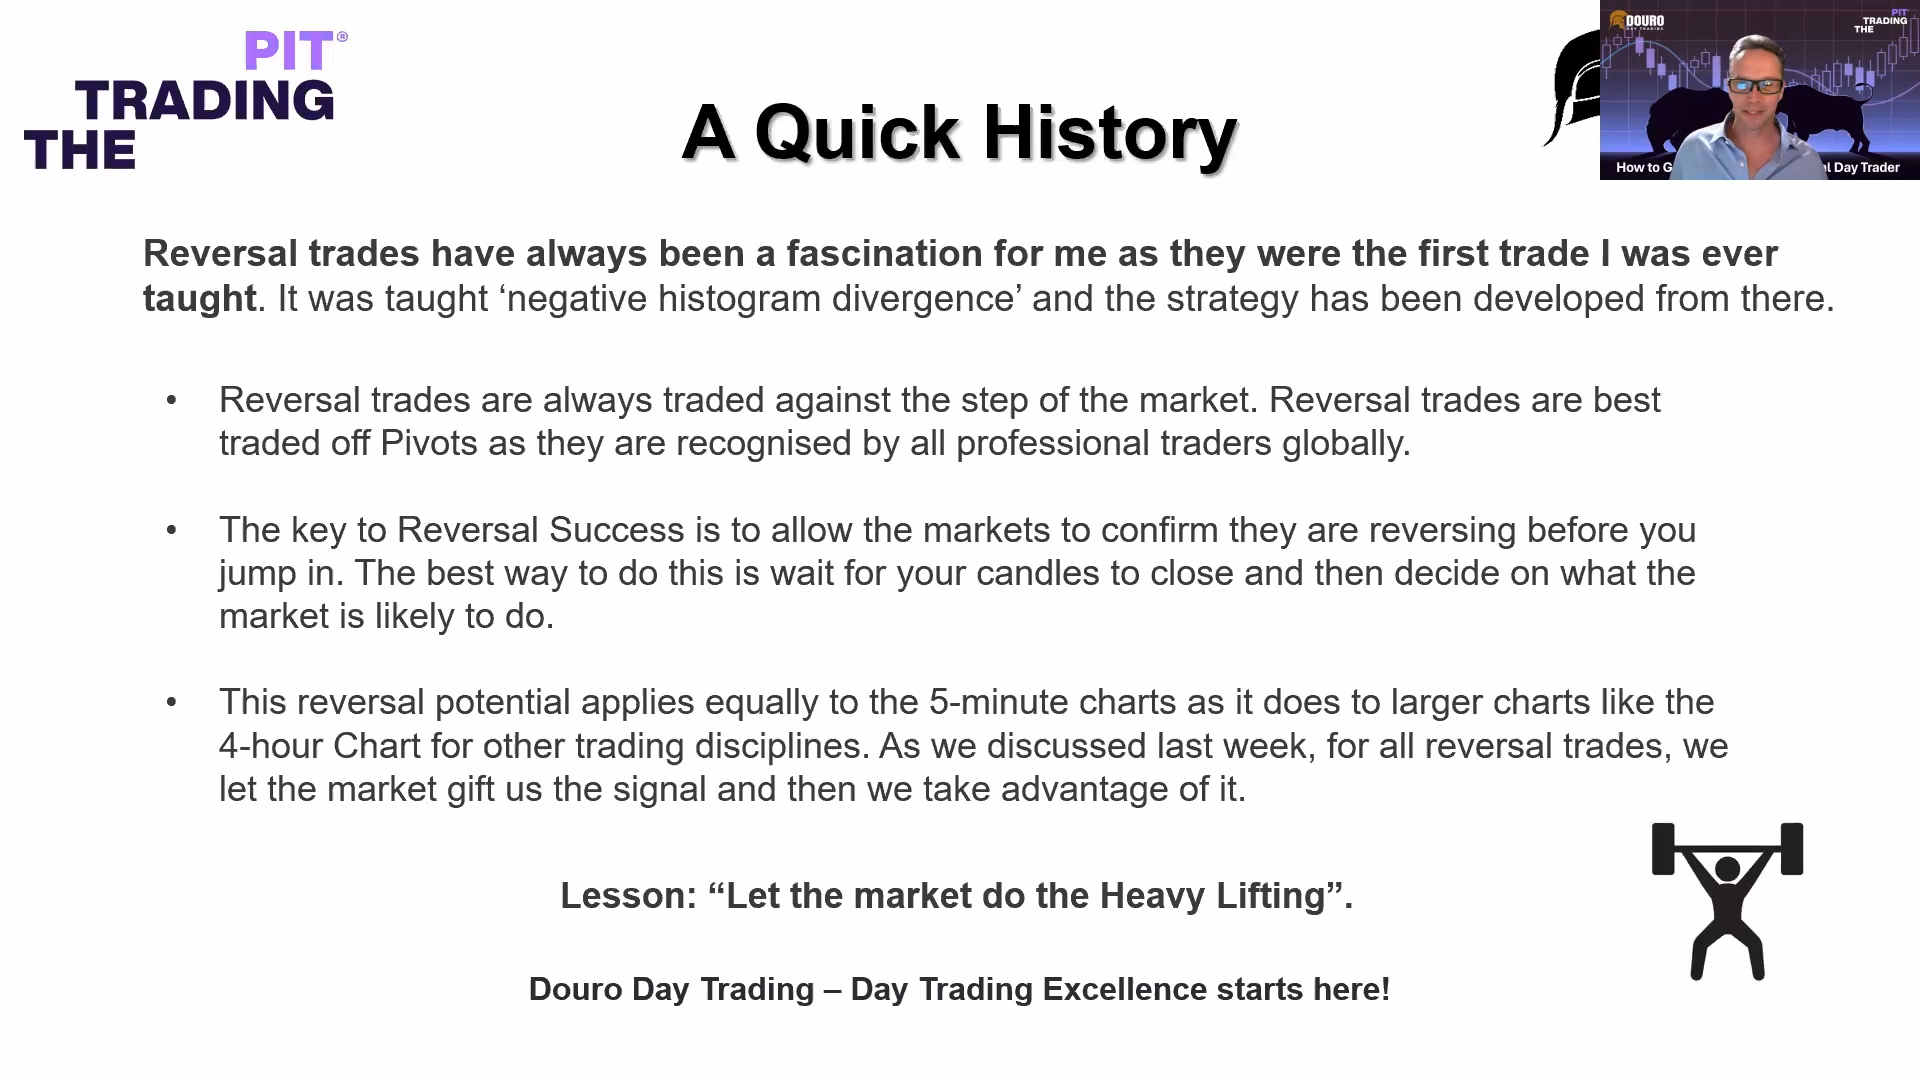 PIT®
TRADING
THE
A Quick History
DOURO
DAY TRADING
PIT
TRADING
THE
How to G
l Day Trader
Reversal trades have always been a fascination for me as they were the first trade I was ever
taught. It was taught ‘negative histogram divergence’ and the strategy has been developed from there.
• Reversal trades are always traded against the step of the market. Reversal trades are best
traded off Pivots as they are recognised by all professional traders globally.
• The key to Reversal Success is to allow the markets to confirm they are reversing before you
jump in. The best way to do this is wait for your candles to close and then decide on what the
market is likely to do.
• This reversal potential applies equally to the 5-minute charts as it does to larger charts like the
4-hour Chart for other trading disciplines. As we discussed last week, for all reversal trades, we
let the market gift us the signal and then we take advantage of it.
Lesson: “Let the market do the Heavy Lifting”.
Douro Day Trading – Day Trading Excellence starts here!